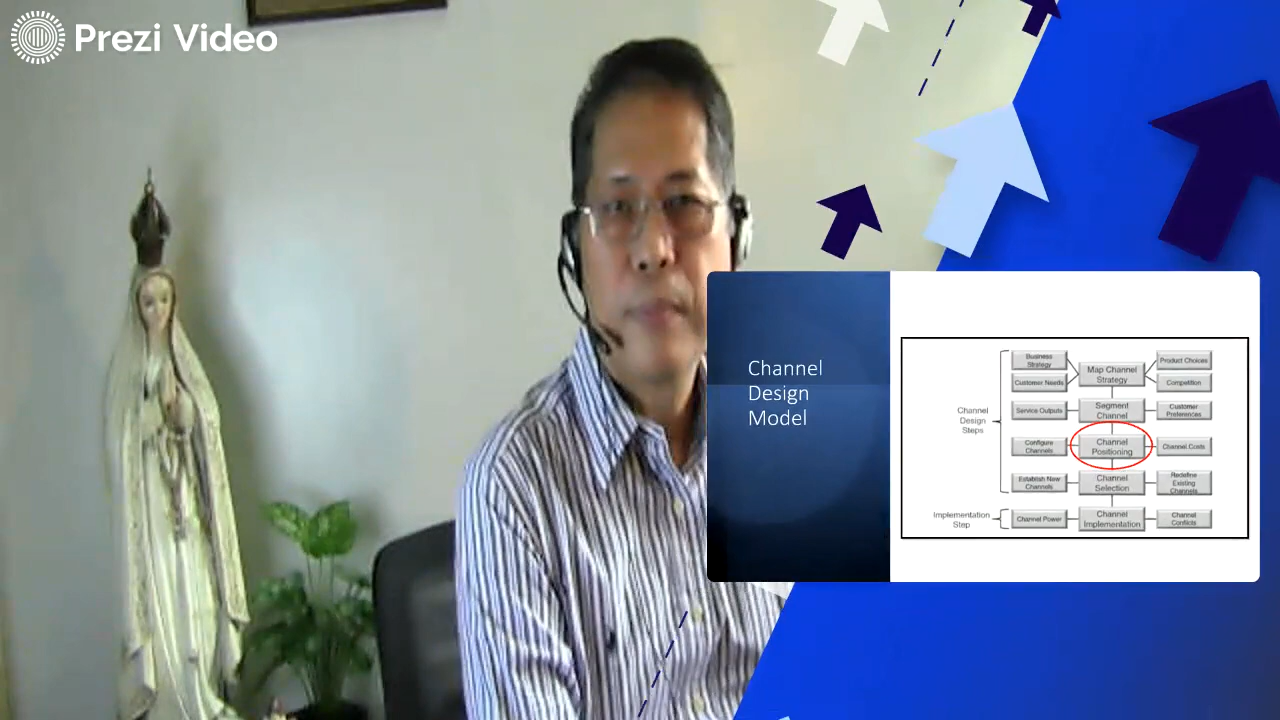 Prezi Video
Channel
Design
Model
Channel
Design
Steps
Implementation
Step
Business
Strategy
Customer Needs
Map Channel
Strategy
Product Choices
Competition
Service Outputs
Segment
Channel
Customer
Preferences
Configure
Channels
Channel
Positioning
Channel Costs
Establish New
Channels
Channel
Selection
Redefine
Existing
Channels
Channel Power
Channel
Implementation
Channel
Conflicts